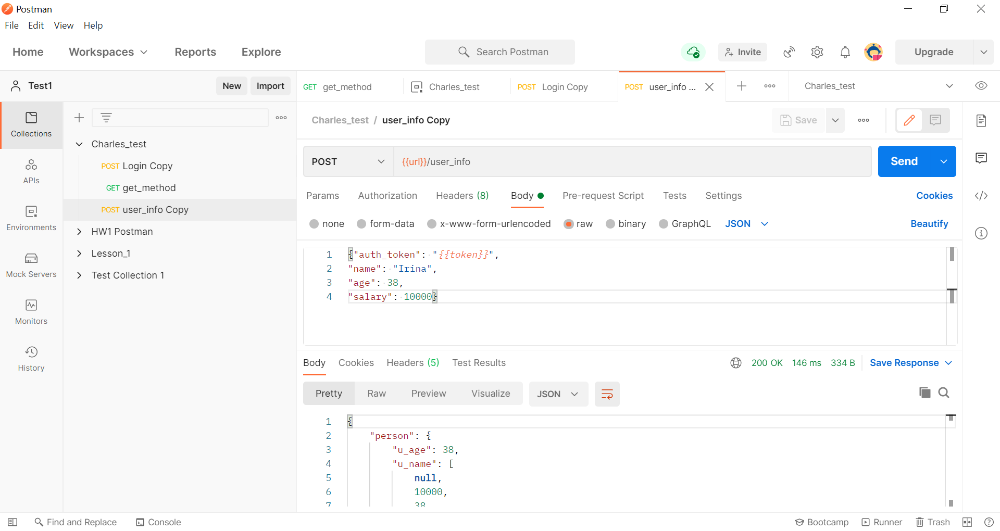 Postman
File Edit View Help
Home Workspaces Reports Explore Search Postman Invite Upgrade
Test1 New Import GET get_method Charles_test POST Login Copy POST user_info ... Charles_test
Collections
APIs
Environments
Mock Servers
Monitors
History
Charles_test
POST Login Copy
GET get_method
POST user_info Copy
HW1 Postman
Lesson_1
Test Collection 1
Charles_test / user_info Copy Save
POST {{url}}/user_info Send
Params Authorization Headers (8) Body Pre-request Script Tests Settings Cookies
none form-data x-www-form-urlencoded raw binary GraphQL JSON Beautify
1 {"auth_token": "{{token}}",
2 "name": "Irina",
3 "age": 38,
4 "salary": 10000}
Body Cookies Headers (5) Test Results 200 OK 146 ms 334 B Save Response
Pretty Raw Preview Visualize JSON
1 {
2 "person": {
3 "u_age": 38,
4 "u_name": [
5 null,
6 10000,
7 38
Find and Replace Console Bootcamp Runner Trash